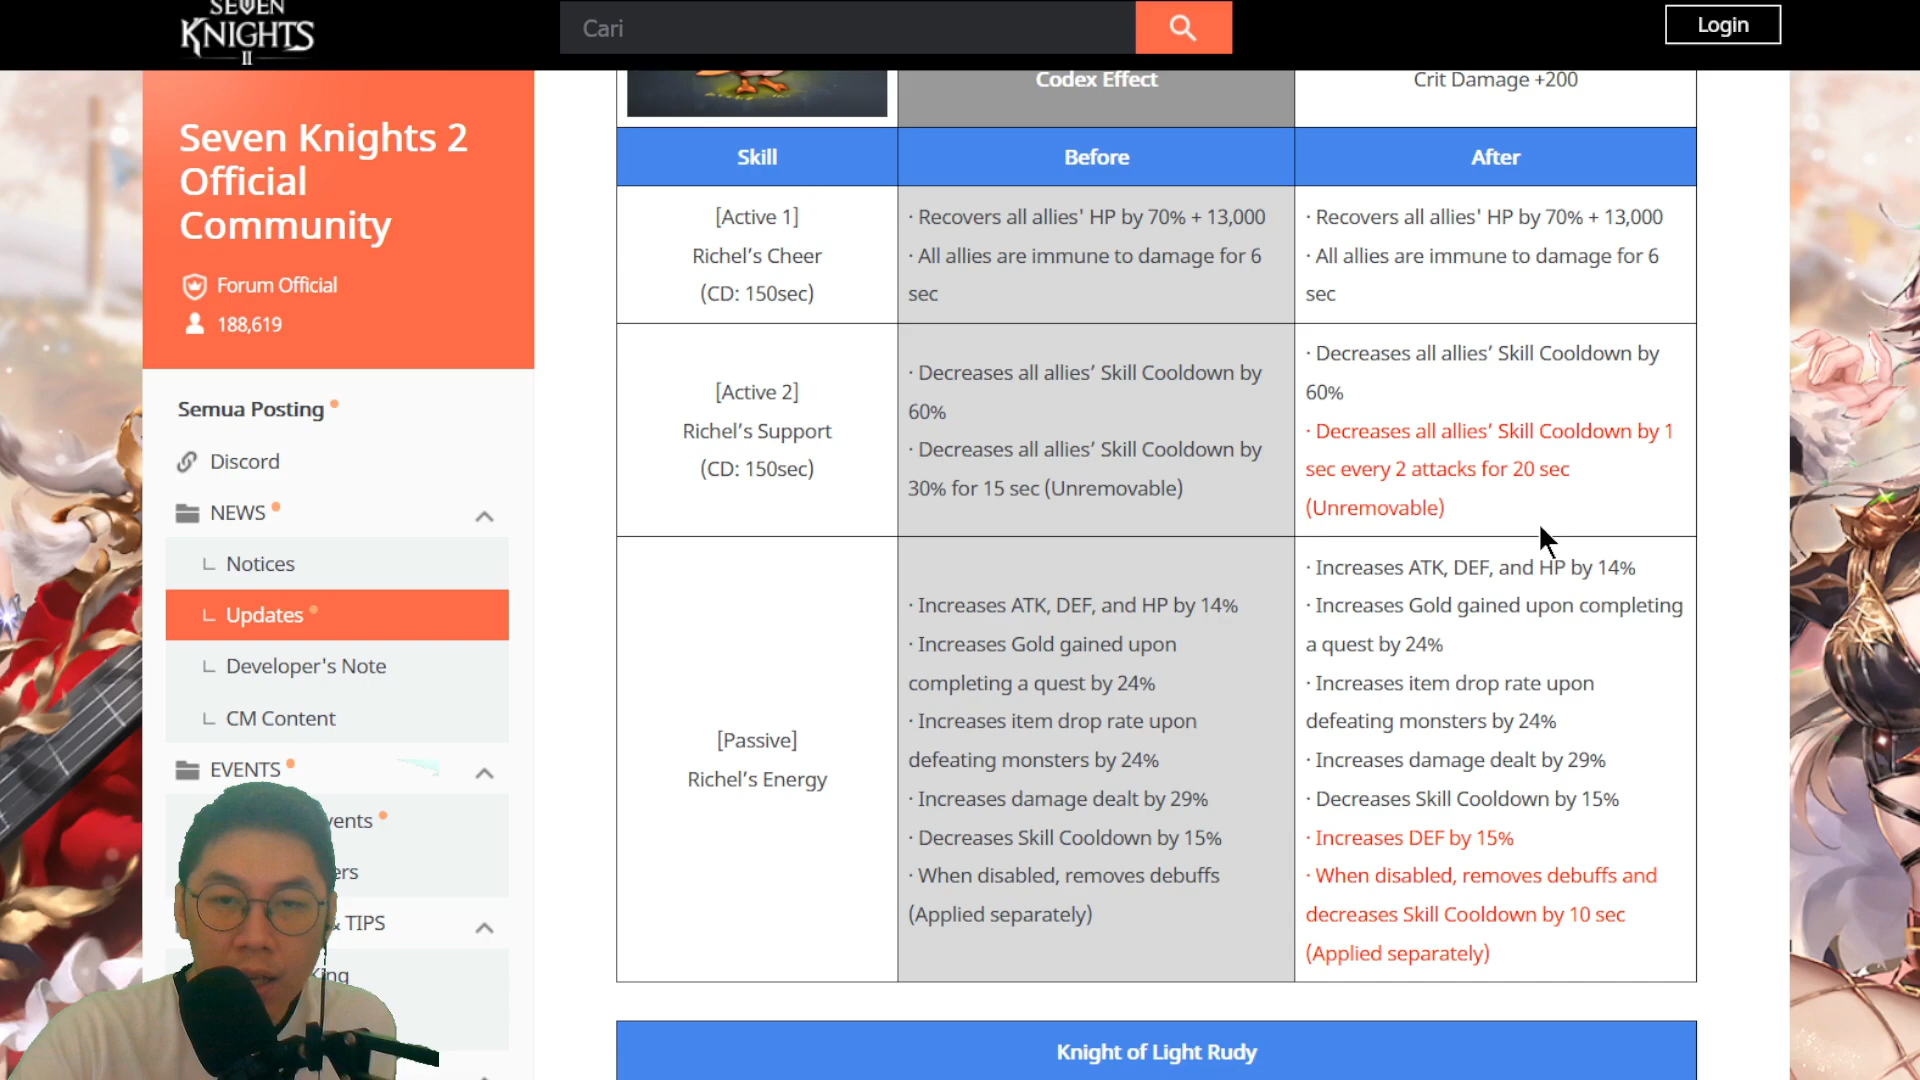 SEVEN
KNIGHTS
II
Cari
Login
Seven Knights 2
Official
Community
Forum Official
188,619
Semua Posting
Discord
NEWS
Notices
Updates
Developer's Note
CM Content
EVENTS
& TIPS
Codex Effect
Crit Damage +200
Skill
Before
After
[Active 1]
Richel's Cheer
(CD: 150sec)
· Recovers all allies' HP by 70% + 13,000
· All allies are immune to damage for 6
sec
· Recovers all allies' HP by 70% + 13,000
· All allies are immune to damage for 6
sec
[Active 2]
Richel's Support
(CD: 150sec)
· Decreases all allies’ Skill Cooldown by
60%
· Decreases all allies’ Skill Cooldown by
30% for 15 sec (Unremovable)
· Decreases all allies’ Skill Cooldown by
60%
· Decreases all allies’ Skill Cooldown by 1
sec every 2 attacks for 20 sec
(Unremovable)
[Passive]
Richel's Energy
· Increases ATK, DEF, and HP by 14%
· Increases Gold gained upon
completing a quest by 24%
· Increases item drop rate upon
defeating monsters by 24%
· Increases damage dealt by 29%
· Decreases Skill Cooldown by 15%
· When disabled, removes debuffs
(Applied separately)
· Increases ATK, DEF, and HP by 14%
· Increases Gold gained upon completing
a quest by 24%
· Increases item drop rate upon
defeating monsters by 24%
· Increases damage dealt by 29%
· Decreases Skill Cooldown by 15%
· Increases DEF by 15%
· When disabled, removes debuffs and
decreases Skill Cooldown by 10 sec
(Applied separately)
Knight of Light Rudy